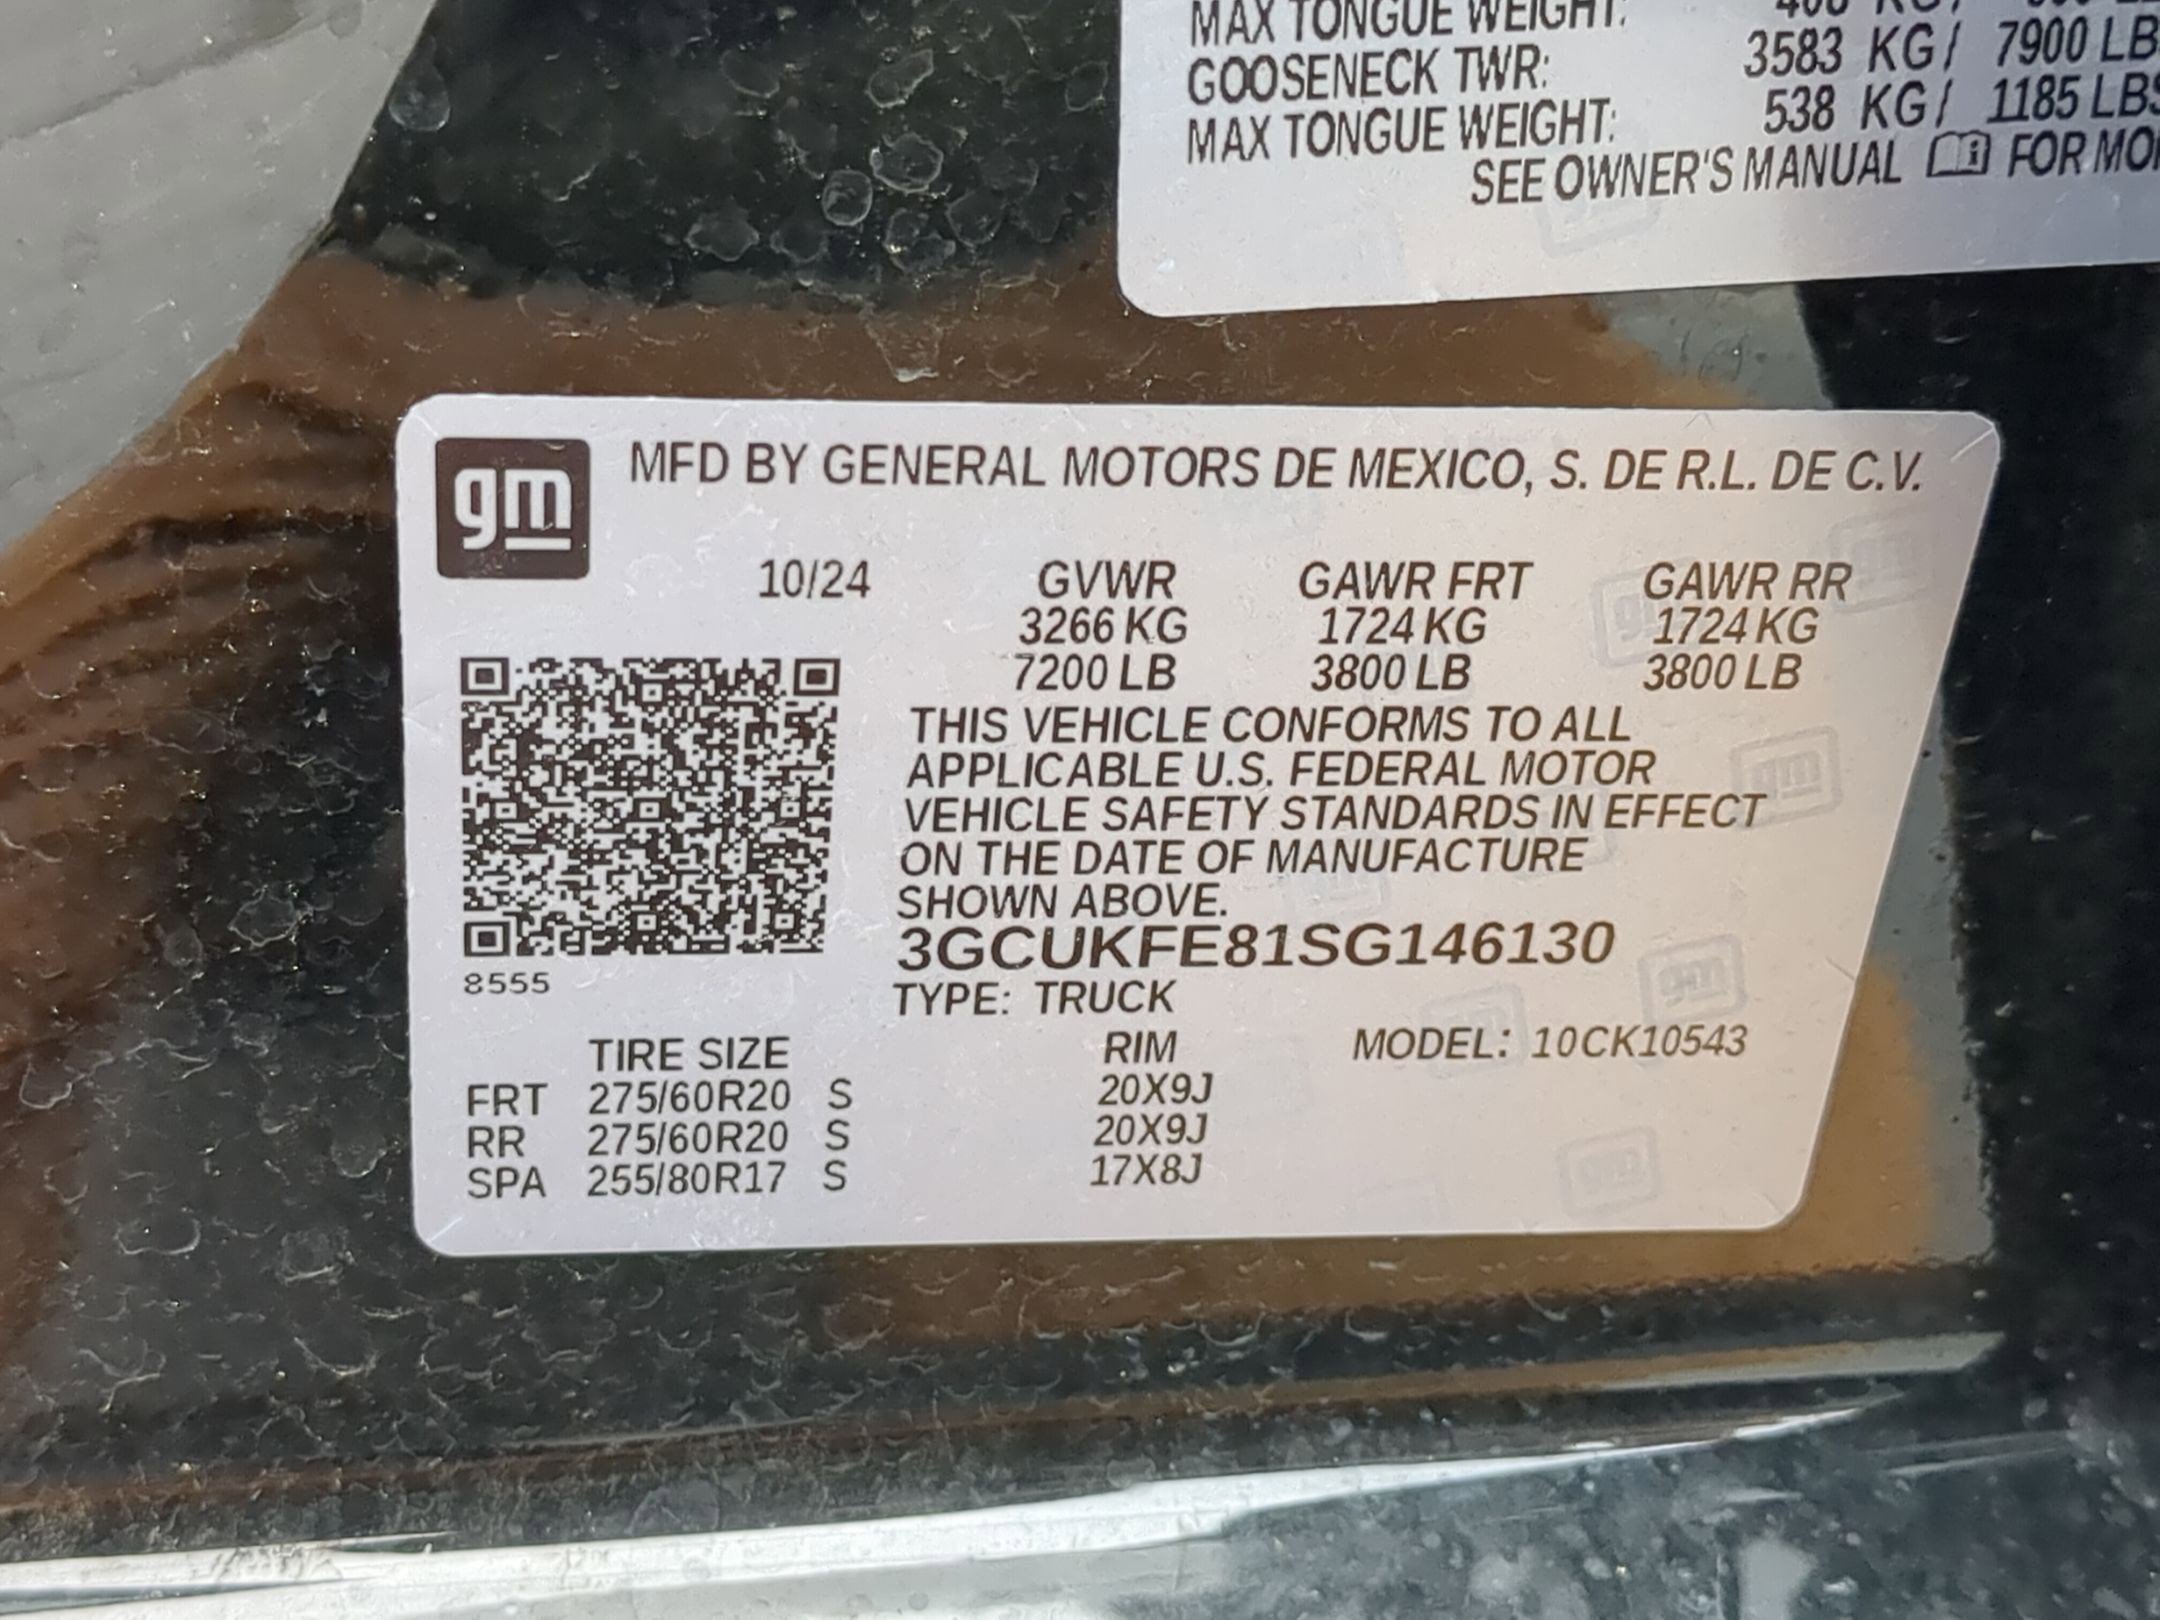 MAX TONGUE WEIGHT:
GOOSENECK TWR: 3583 KG/ 7900 LB
MAX TONGUE WEIGHT: 538 KG/ 1185 LBS
SEE OWNER'S MANUAL FOR MO
gm MFD BY GENERAL MOTORS DE MEXICO, S. DE R.L. DE C.V.
10/24 GVWR GAWR FRT GAWR RR
3266 KG 1724 KG 1724 KG
7200 LB 3800 LB 3800 LB
THIS VEHICLE CONFORMS TO ALL
APPLICABLE U.S. FEDERAL MOTOR
VEHICLE SAFETY STANDARDS IN EFFECT
ON THE DATE OF MANUFACTURE
SHOWN ABOVE.
3GCUKFE81SG146130
8555
TYPE: TRUCK
TIRE SIZE RIM MODEL: 10CK10543
FRT 275/60R20 S 20X9J
RR 275/60R20 S 20X9J
SPA 255/80R17 S 17X8J